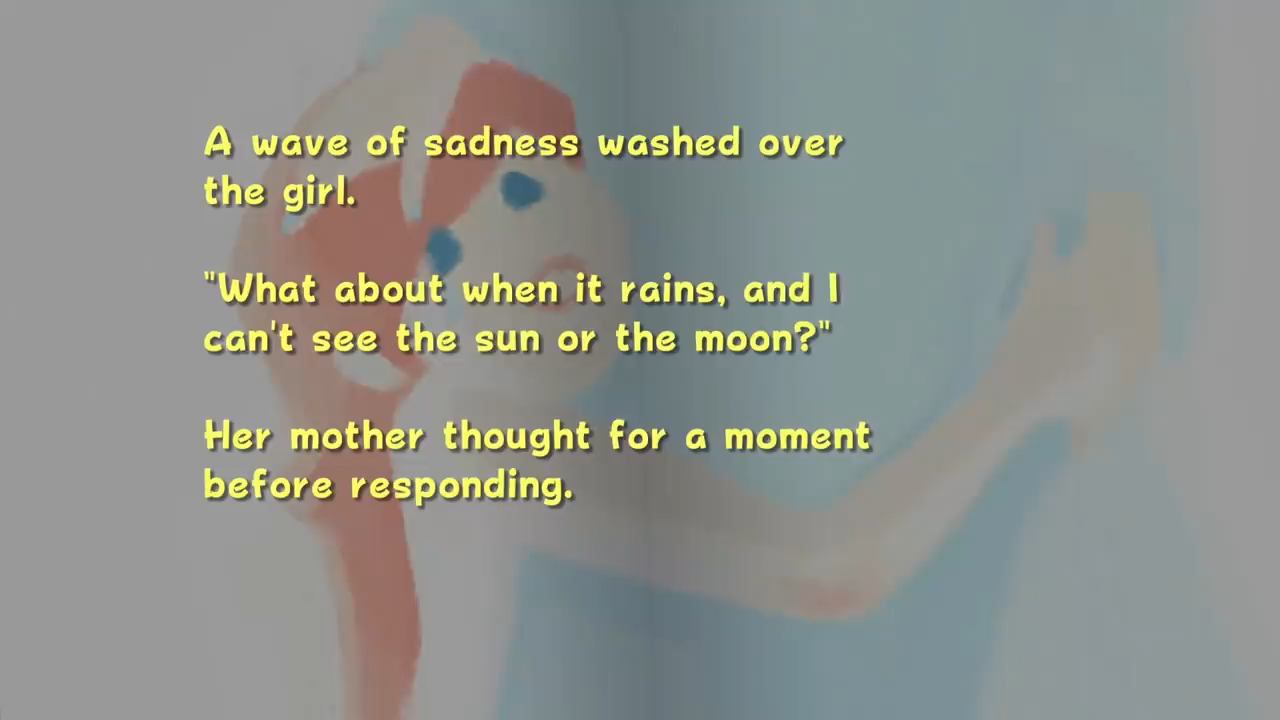 A wave of sadness washed over
the girl.
"What about when it rains, and I
can't see the sun or the moon?"
Her mother thought for a moment
before responding.